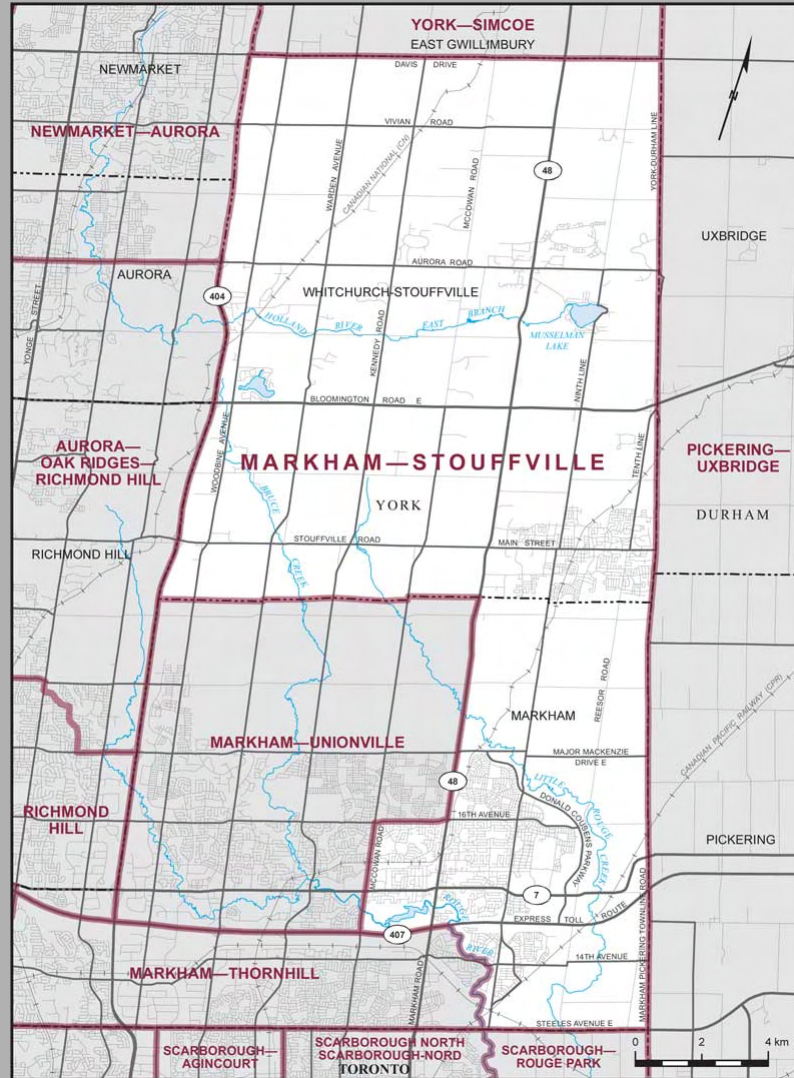 YORK—SIMCOE
EAST GWILLIMBURY
NEWMARKET
DAVIS DRIVE
N
NEWMARKET—AURORA
VIVIAN ROAD
WARDEN AVENUE
CANADIAN NATIONAL (CN)
MCCOWAN ROAD
48
YORK-DURHAM LINE
UXBRIDGE
AURORA ROAD
AURORA
WHITCHURCH-STOUFFVILLE
404
YONGE STREET
HOLLAND RIVER EAST BRANCH
MUSSELMAN
LAKE
KENNEDY ROAD
NINTH LINE
BLOOMINGTON ROAD E
WOODBINE AVENUE
TENTH LINE
AURORA—
OAK RIDGES—
RICHMOND HILL
MARKHAM—STOUFFVILLE
PICKERING—
UXBRIDGE
YORK
DURHAM
BRUCE CREEK
STOUFFVILLE ROAD
MAIN STREET
RICHMOND HILL
REESOR ROAD
MARKHAM
CANADIAN PACIFIC RAILWAY (CPR)
MARKHAM—UNIONVILLE
MAJOR MACKENZIE
DRIVE E
48
LITTLE ROUGE CREEK
DONALD COUSENS PARKWAY
RICHMOND
HILL
16TH AVENUE
MCCOWAN ROAD
PICKERING
7
ROUGE RIVER
EXPRESS TOLL ROUTE
407
14TH AVENUE
MARKHAM—THORNHILL
MARKHAM ROAD
MARKHAM PICKERING TOWNLINE ROAD
STEELES AVENUE E
SCARBOROUGH—
AGINCOURT
SCARBOROUGH NORTH
SCARBOROUGH-NORD
TORONTO
SCARBOROUGH—
ROUGE PARK
0 2 4 km